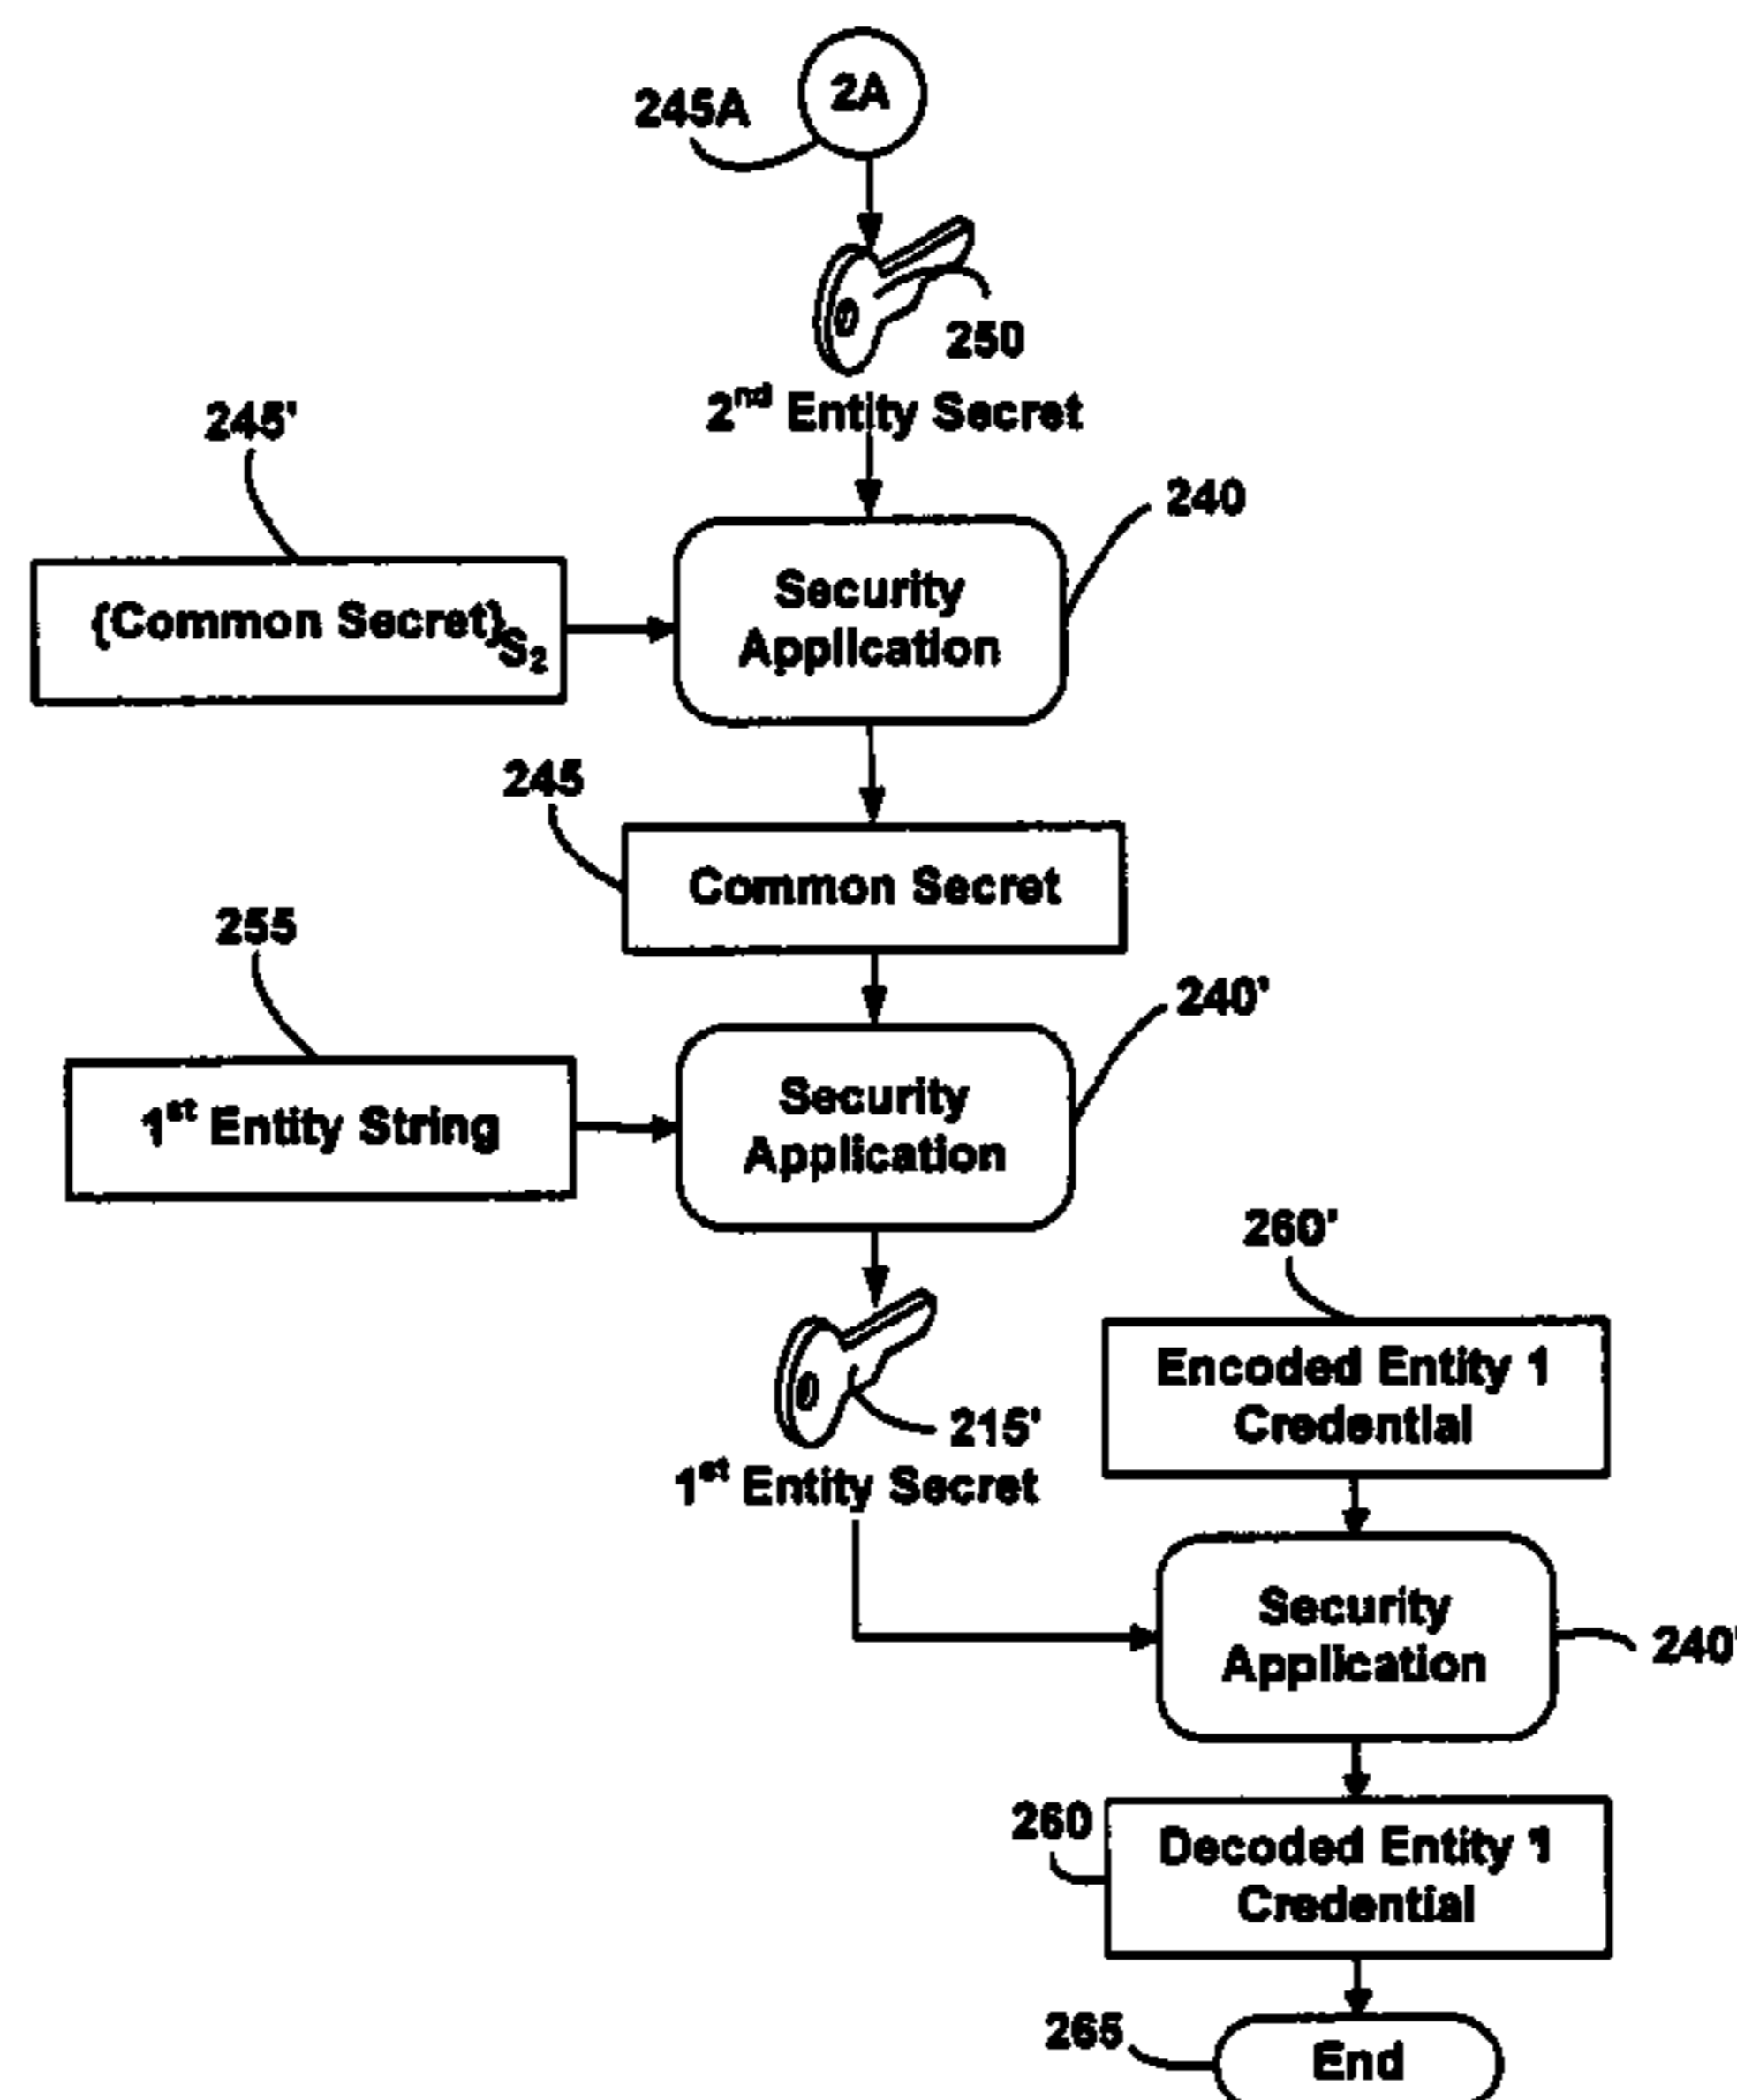 2A
245A
250
2nd Entity Secret
245'
240
{Common Secret}S2
Security
Application
245
Common Secret
255
240'
1st Entity String
Security
Application
260'
Encoded Entity 1
Credential
215'
1st Entity Secret
Security
Application
240'
260
Decoded Entity 1
Credential
265
End